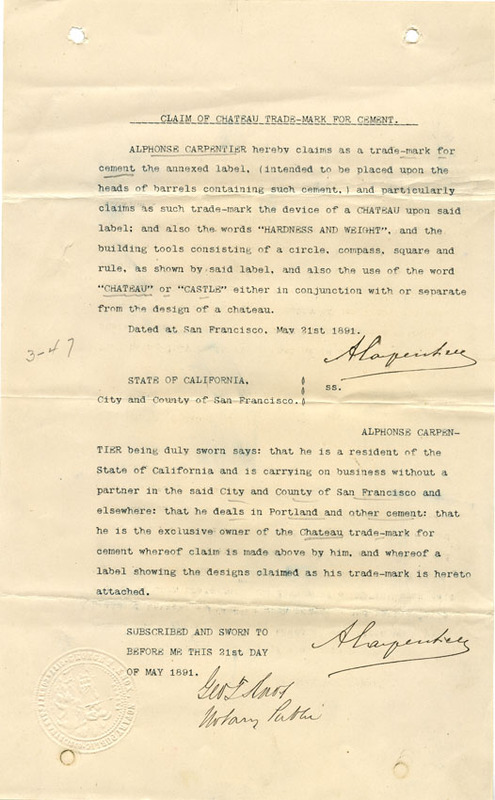 CLAIM OF CHATEAU TRADE-MARK FOR CEMENT.
ALPHONSE CARPENTIER hereby claims as a trade-mark for
cement the annexed label, (intended to be placed upon the
heads of barrels containing such cement,) and particularly
claims as such trade-mark the device of a CHATEAU upon said
label; and also the words "HARDNESS AND WEIGHT", and the
building tools consisting of a circle, compass, square and
rule, as shown by said label, and also the use of the word
"CHATEAU" or "CASTLE" either in conjunction with or separate
from the design of a chateau.
Dated at San Francisco, May 21st 1891.
ACarpentier
3-47
STATE OF CALIFORNIA,
ss.
City and County of San Francisco.
ALPHONSE CARPEN-
TIER being duly sworn says: that he is a resident of the
State of California and is carrying on business without a
partner in the said City and County of San Francisco and
elsewhere: that he deals in Portland and other cement: that
he is the exclusive owner of the Chateau trade-mark for
cement whereof claim is made above by him, and whereof a
label showing the designs claimed as his trade-mark is hereto
attached.
SUBSCRIBED AND SWORN TO
BEFORE ME THIS 21st DAY
OF MAY 1891.
ACarpentier
Geo T Knox
Notary Public